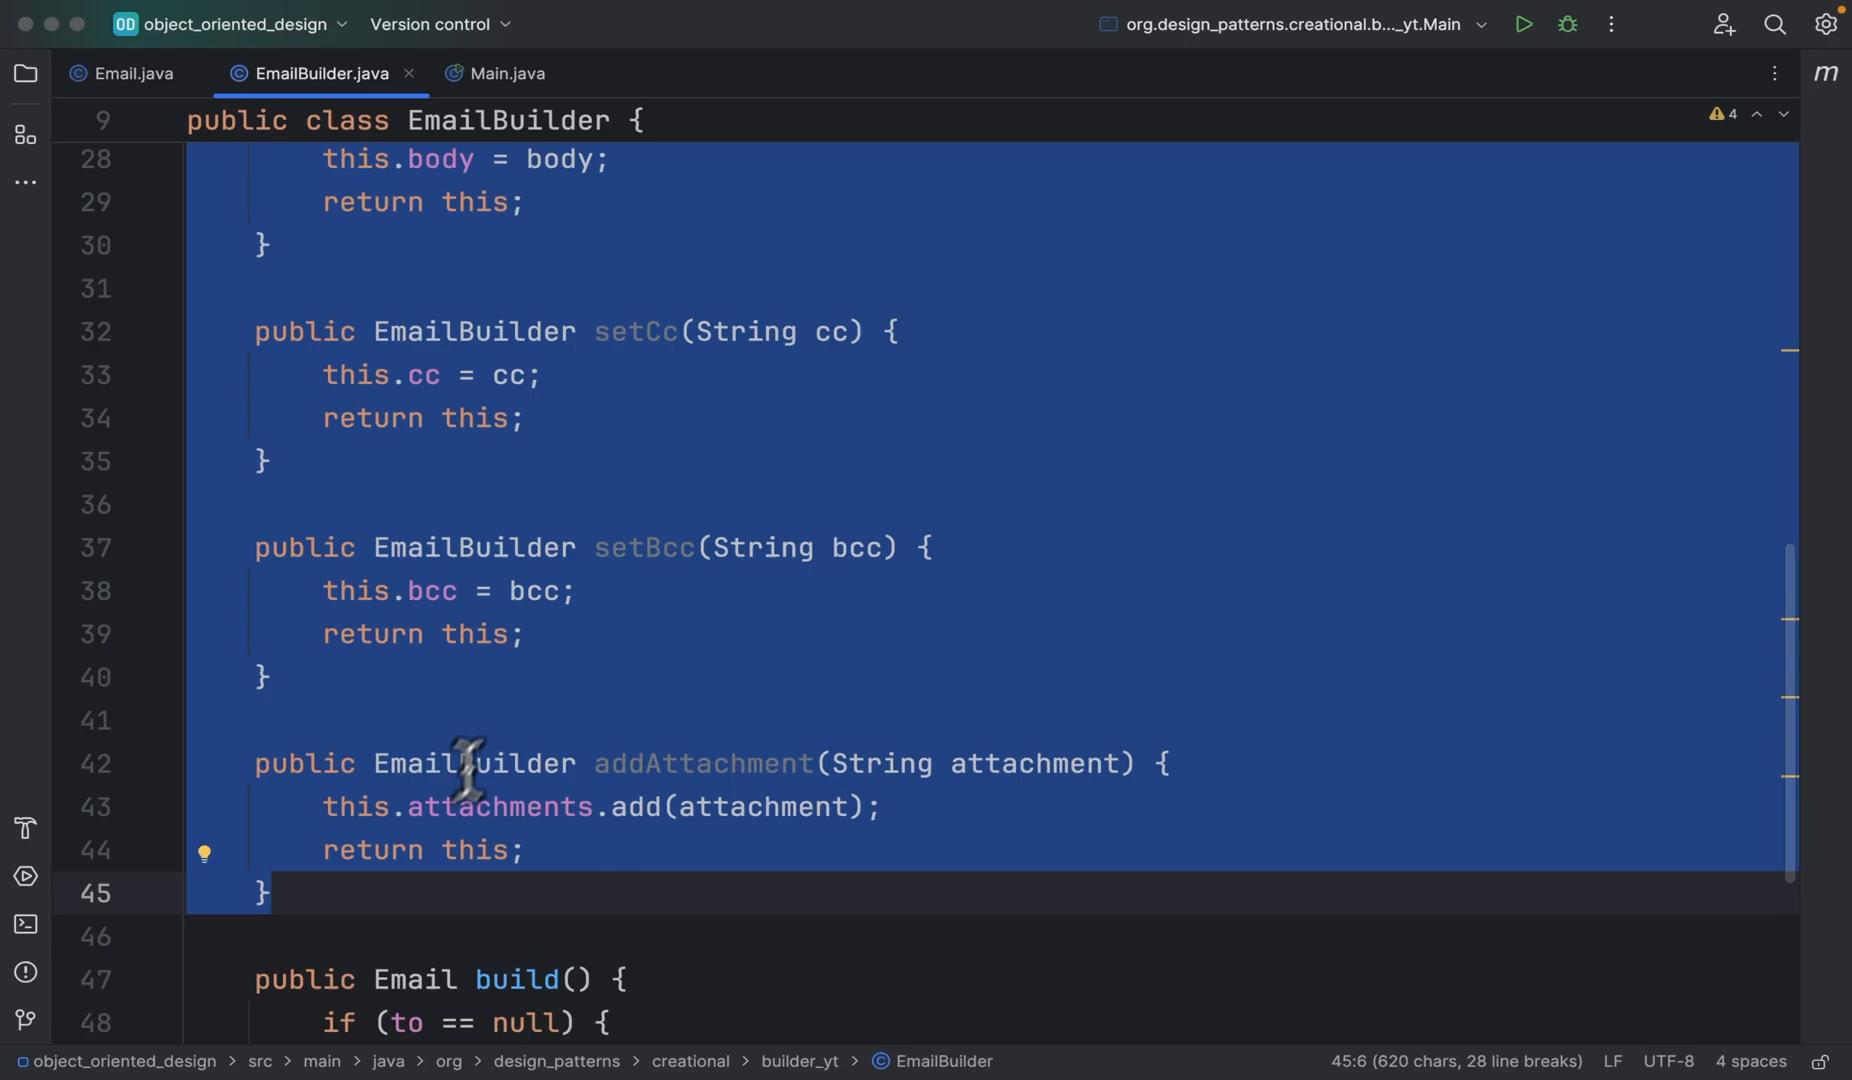 OD object_oriented_design Version control org.design_patterns.creational.b..._yt.Main
Email.java EmailBuilder.java Main.java m
9 public class EmailBuilder { 4
28 this.body = body;
29 return this;
30 }
31
32 public EmailBuilder setCc(String cc) {
33 this.cc = cc;
34 return this;
35 }
36
37 public EmailBuilder setBcc(String bcc) {
38 this.bcc = bcc;
39 return this;
40 }
41
42 public EmailBuilder addAttachment(String attachment) {
43 this.attachments.add(attachment);
44 return this;
45 }
46
47 public Email build() {
48 if (to == null) {
object_oriented_design > src > main > java > org > design_patterns > creational > builder_yt > EmailBuilder 45:6 (620 chars, 28 line breaks) LF UTF-8 4 spaces